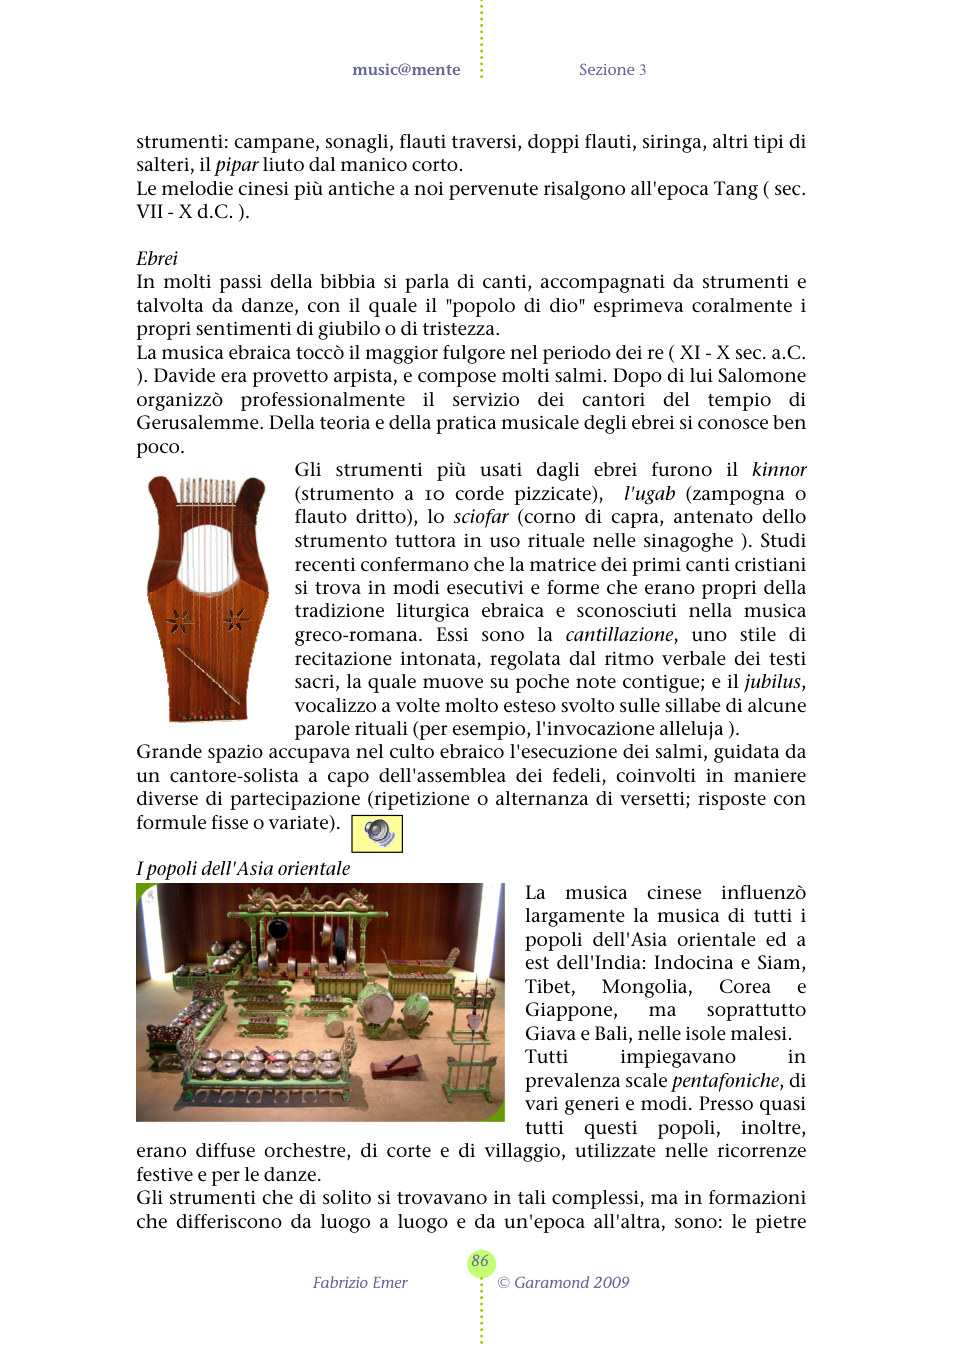 music@mente Sezione 3
strumenti: campane, sonagli, flauti traversi, doppi flauti, siringa, altri tipi di
salteri, il pipar liuto dal manico corto.
Le melodie cinesi più antiche a noi pervenute risalgono all'epoca Tang ( sec.
VII - X d.C. ).
Ebrei
In molti passi della bibbia si parla di canti, accompagnati da strumenti e
talvolta da danze, con il quale il "popolo di dio" esprimeva coralmente i
propri sentimenti di giubilo o di tristezza.
La musica ebraica toccò il maggior fulgore nel periodo dei re ( XI - X sec. a.C.
). Davide era provetto arpista, e compose molti salmi. Dopo di lui Salomone
organizzò professionalmente il servizio dei cantori del tempio di
Gerusalemme. Della teoria e della pratica musicale degli ebrei si conosce ben
poco.
Gli strumenti più usati dagli ebrei furono il kinnor
(strumento a 10 corde pizzicate), l'ugab (zampogna o
flauto dritto), lo sciofar (corno di capra, antenato dello
strumento tuttora in uso rituale nelle sinagoghe ). Studi
recenti confermano che la matrice dei primi canti cristiani
si trova in modi esecutivi e forme che erano propri della
tradizione liturgica ebraica e sconosciuti nella musica
greco-romana. Essi sono la cantillazione, uno stile di
recitazione intonata, regolata dal ritmo verbale dei testi
sacri, la quale muove su poche note contigue; e il jubilus,
vocalizzo a volte molto esteso svolto sulle sillabe di alcune
parole rituali (per esempio, l'invocazione alleluja ).
Grande spazio accupava nel culto ebraico l'esecuzione dei salmi, guidata da
un cantore-solista a capo dell'assemblea dei fedeli, coinvolti in maniere
diverse di partecipazione (ripetizione o alternanza di versetti; risposte con
formule fisse o variate).
I popoli dell'Asia orientale
La musica cinese influenzò
largamente la musica di tutti i
popoli dell'Asia orientale ed a
est dell'India: Indocina e Siam,
Tibet, Mongolia, Corea e
Giappone, ma soprattutto
Giava e Bali, nelle isole malesi.
Tutti impiegavano in
prevalenza scale pentafoniche, di
vari generi e modi. Presso quasi
tutti questi popoli, inoltre,
erano diffuse orchestre, di corte e di villaggio, utilizzate nelle ricorrenze
festive e per le danze.
Gli strumenti che di solito si trovavano in tali complessi, ma in formazioni
che differiscono da luogo a luogo e da un'epoca all'altra, sono: le pietre
86
Fabrizio Emer © Garamond 2009